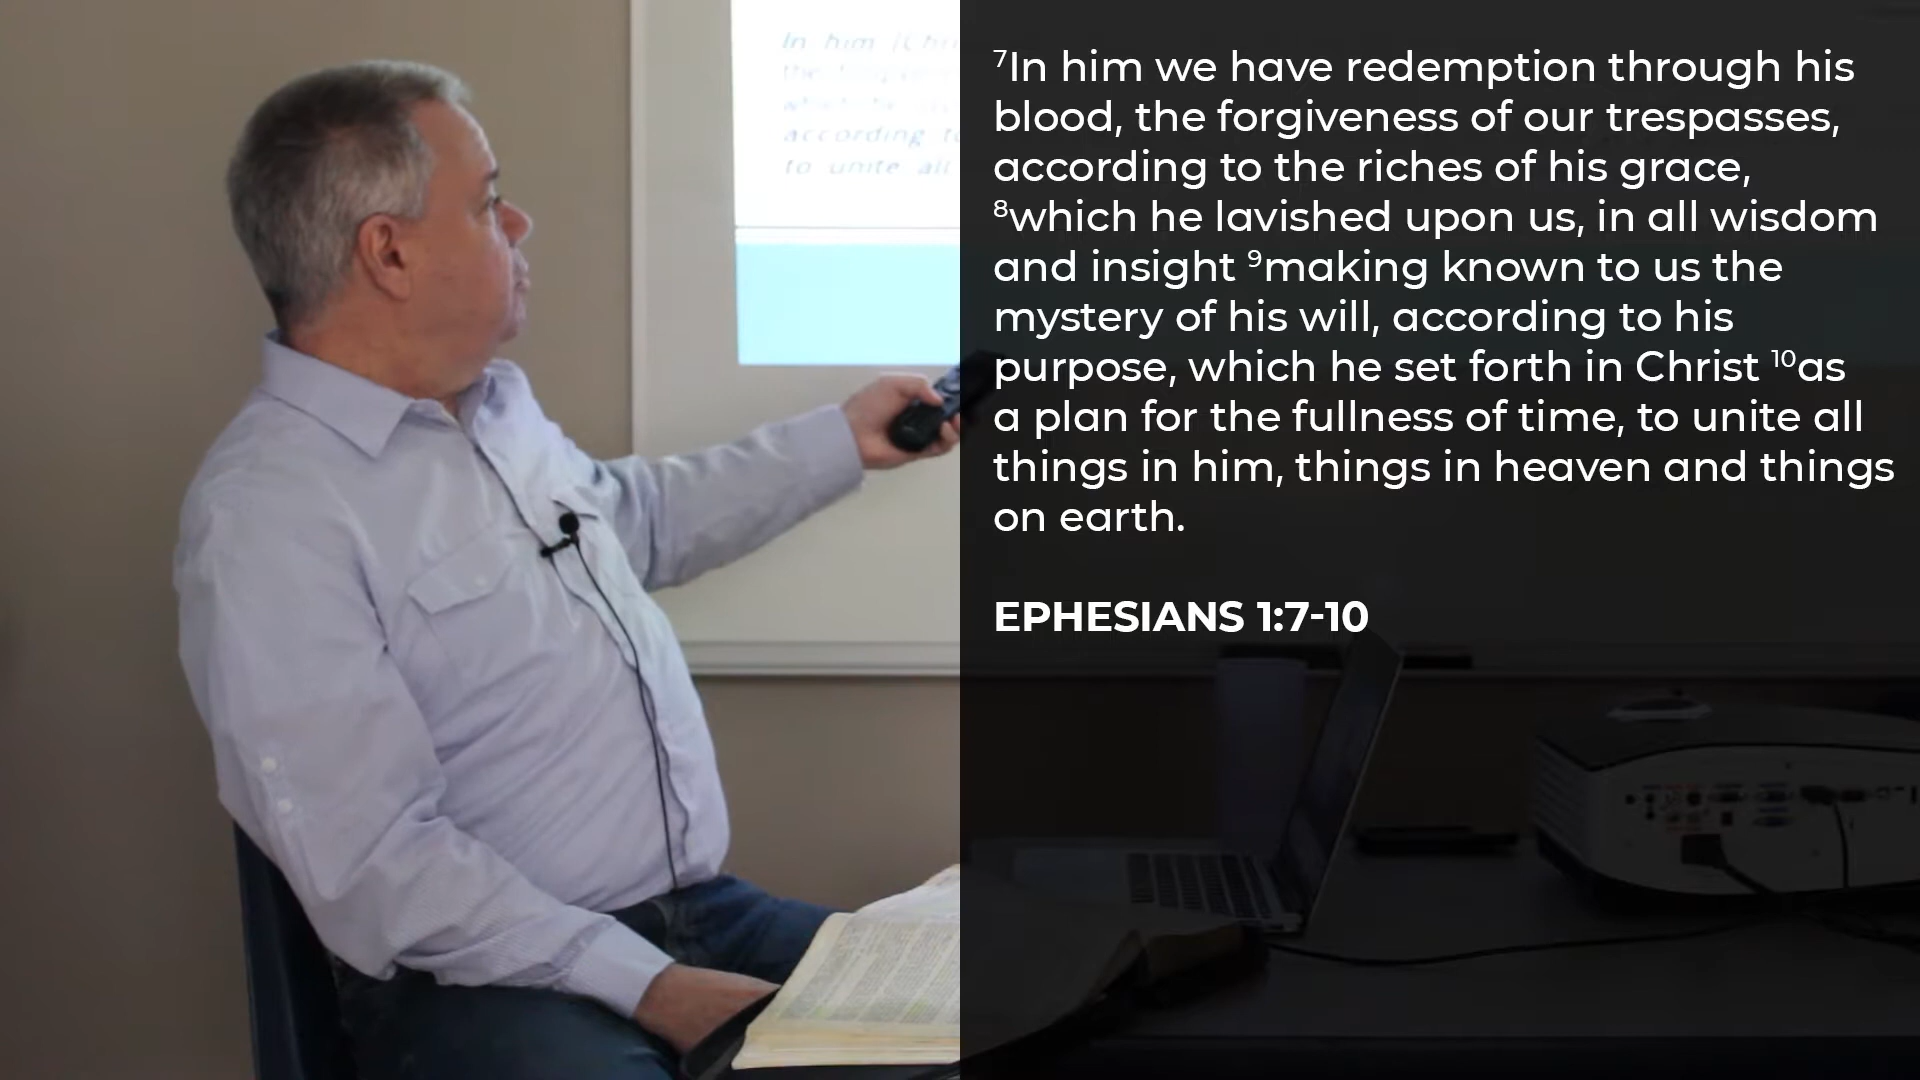 In him (Chri
according to
to unite all
⁷In him we have redemption through his
blood, the forgiveness of our trespasses,
according to the riches of his grace,
⁸which he lavished upon us, in all wisdom
and insight ⁹making known to us the
mystery of his will, according to his
purpose, which he set forth in Christ ¹⁰as
a plan for the fullness of time, to unite all
things in him, things in heaven and things
on earth.
EPHESIANS 1:7-10